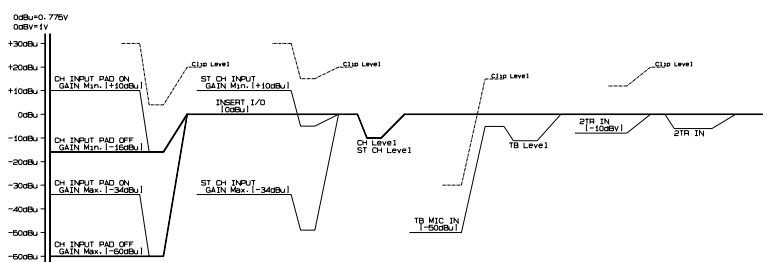 0dBu=0.775V
0dBV=1V
+30dBu
+20dBu
+10dBu
0dBu
-10dBu
-20dBu
-30dBu
-40dBu
-50dBu
-60dBu
CH INPUT PAD ON
GAIN Min. [+10dBu]
CH INPUT PAD OFF
GAIN Min. [-16dBu]
CH INPUT PAD ON
GAIN Max. [-34dBu]
CH INPUT PAD OFF
GAIN Max. [-60dBu]
Clip Level
ST CH INPUT
GAIN Min. [+10dBu]
INSERT I/O
[0dBu]
ST CH INPUT
GAIN Max. [-34dBu]
Clip Level
CH Level
ST CH Level
TB MIC IN
[-50dBu]
Clip Level
TB Level
2TR IN
[-10dBV]
Clip Level
2TR IN